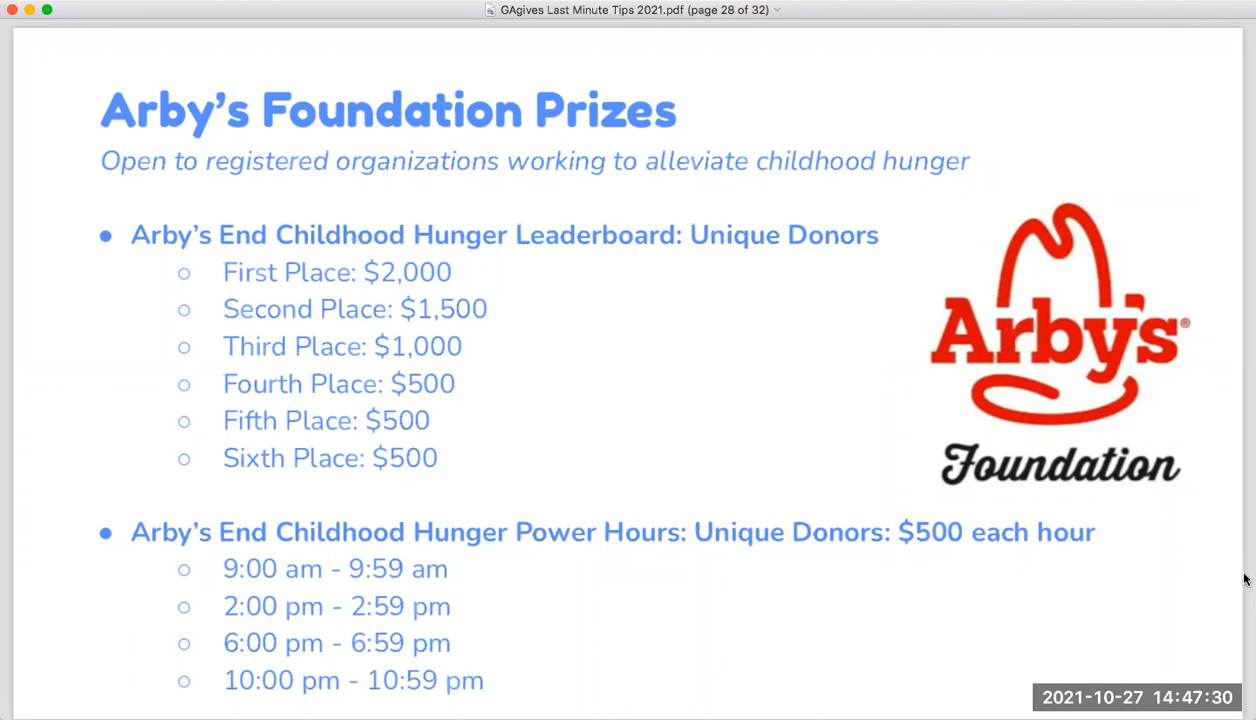 GAgives Last Minute Tips 2021.pdf (page 28 of 32)
Arby's Foundation Prizes
Open to registered organizations working to alleviate childhood hunger
● Arby's End Childhood Hunger Leaderboard: Unique Donors
○ First Place: $2,000
○ Second Place: $1,500
○ Third Place: $1,000
○ Fourth Place: $500
○ Fifth Place: $500
○ Sixth Place: $500
Arby's®
Foundation
● Arby's End Childhood Hunger Power Hours: Unique Donors: $500 each hour
○ 9:00 am - 9:59 am
○ 2:00 pm - 2:59 pm
○ 6:00 pm - 6:59 pm
○ 10:00 pm - 10:59 pm
2021-10-27 14:47:30